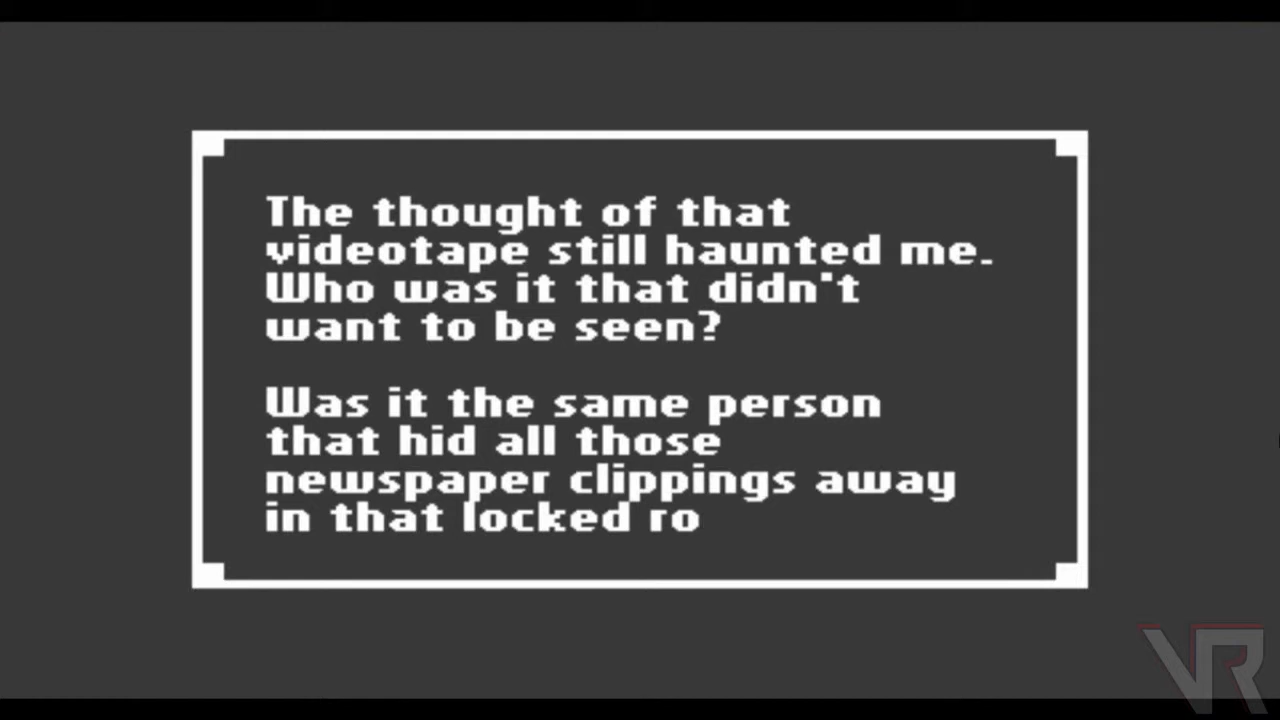 The thought of that
videotape still haunted me.
Who was it that didn't
want to be seen?
Was it the same person
that hid all those
newspaper clippings away
in that locked ro
VR